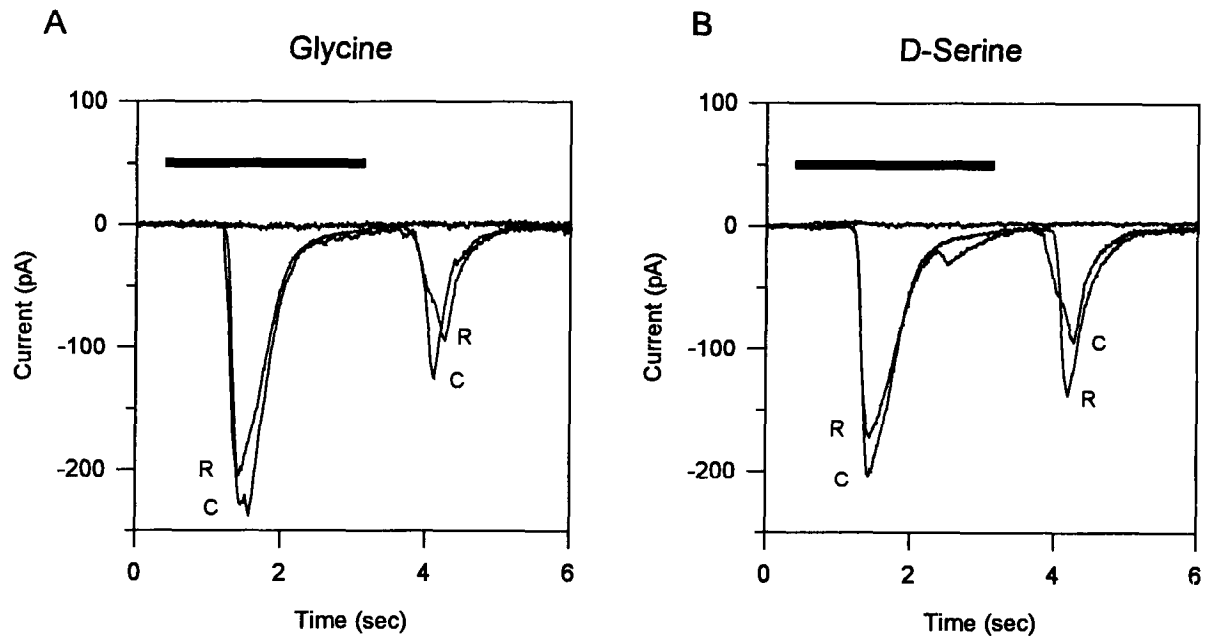 A
Glycine
100
0
-100
-200
Current (pA)
R
C
R
C
0
2
4
6
Time (sec)
B
D-Serine
100
0
-100
-200
Current (pA)
R
C
C
R
0
2
4
6
Time (sec)